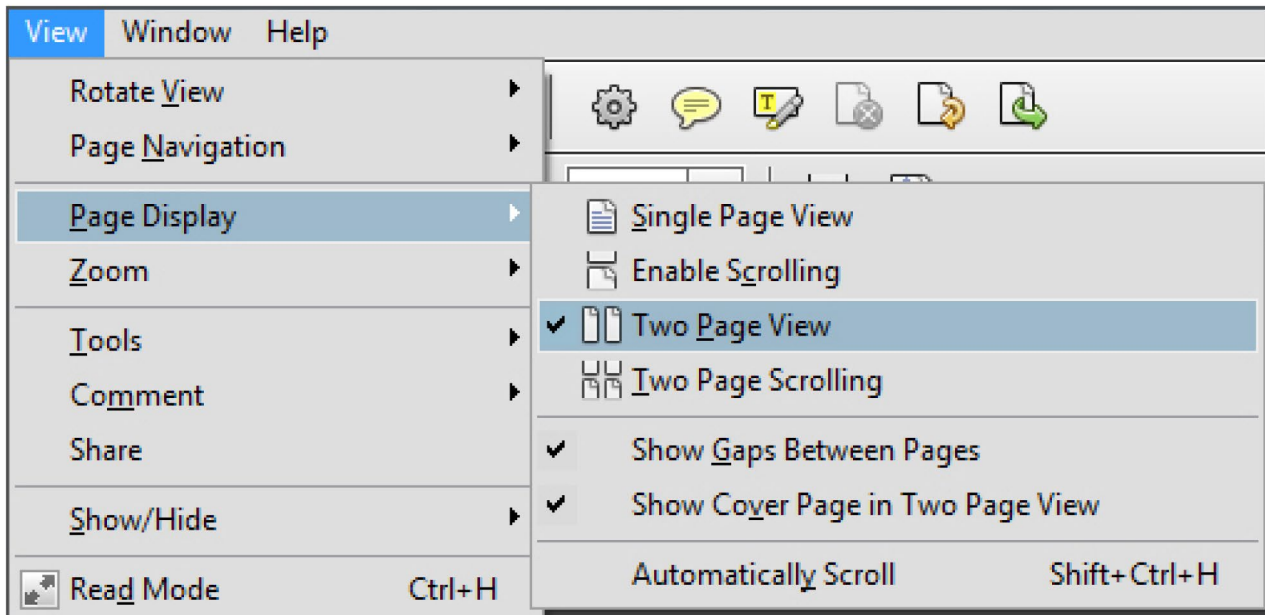 View Window Help
Rotate View
Page Navigation
Page Display
Zoom
Tools
Comment
Share
Show/Hide
Read Mode Ctrl+H
T
Single Page View
Enable Scrolling
Two Page View
Two Page Scrolling
Show Gaps Between Pages
Show Cover Page in Two Page View
Automatically Scroll Shift+Ctrl+H